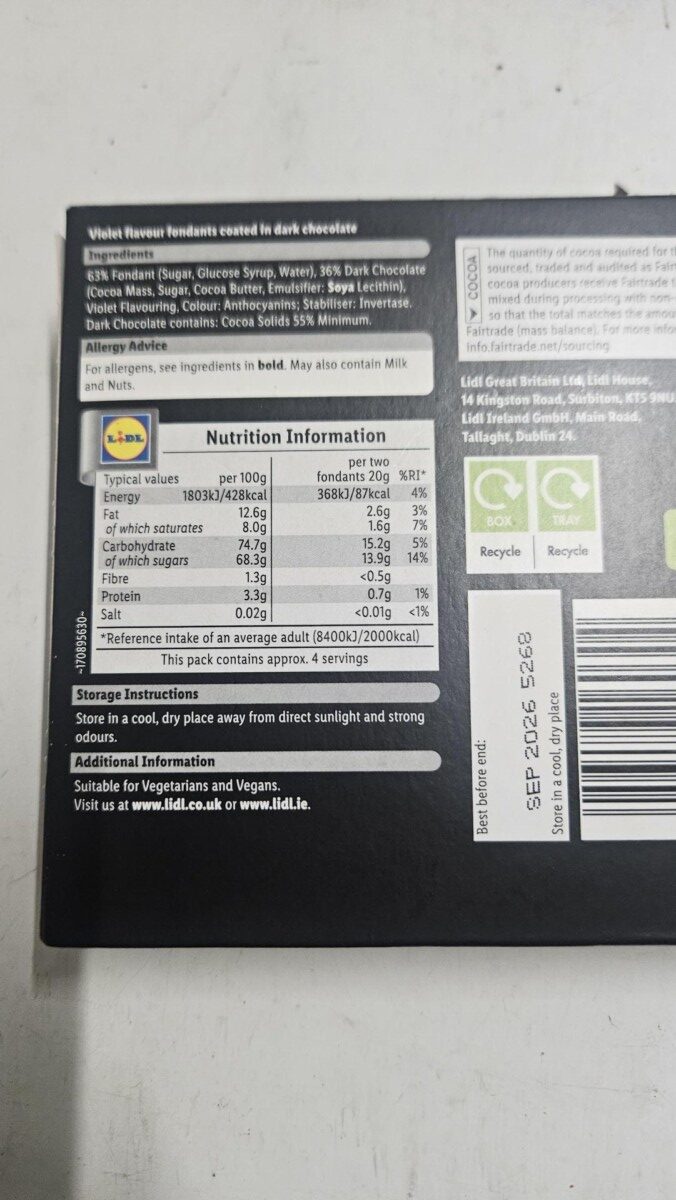 Violet flavour fondants coated in dark chocolate
Ingredients
63% Fondant (Sugar, Glucose Syrup, Water), 36% Dark Chocolate
(Cocoa Mass, Sugar, Cocoa Butter, Emulsifier: Soya Lecithin),
Violet Flavouring, Colour: Anthocyanins; Stabiliser: Invertase.
Dark Chocolate contains: Cocoa Solids 55% Minimum.
Allergy Advice
For allergens, see ingredients in bold. May also contain Milk
and Nuts.
LIDL
Nutrition Information
Typical values per 100g per two fondants 20g %RI*
Energy 1803kJ/428kcal 368kJ/87kcal 4%
Fat 12.6g 2.6g 3%
of which saturates 8.0g 1.6g 7%
Carbohydrate 74.7g 15.2g 5%
of which sugars 68.3g 13.9g 14%
Fibre 1.3g <0.5g
Protein 3.3g 0.7g 1%
Salt 0.02g <0.01g <1%
*Reference intake of an average adult (8400kJ/2000kcal)
This pack contains approx. 4 servings
~170895630~
Storage Instructions
Store in a cool, dry place away from direct sunlight and strong
odours.
Additional Information
Suitable for Vegetarians and Vegans.
Visit us at www.lidl.co.uk or www.lidl.ie.
COCOA
The quantity of cocoa required for
sourced, traded and audited as
cocoa producers receive Fairtrade
mixed during processing with non-
so that the total matches the
Fairtrade (mass balance). For more
info.fairtrade.net/sourcing
Lidl Great Britain Ltd, Lidl House,
14 Kingston Road, Surbiton, KT5 9NU
Lidl Ireland GmbH, Main Road,
Tallaght, Dublin 24.
BOX TRAY
Recycle Recycle
Best before end:
SEP 2026 5268
Store in a cool, dry place